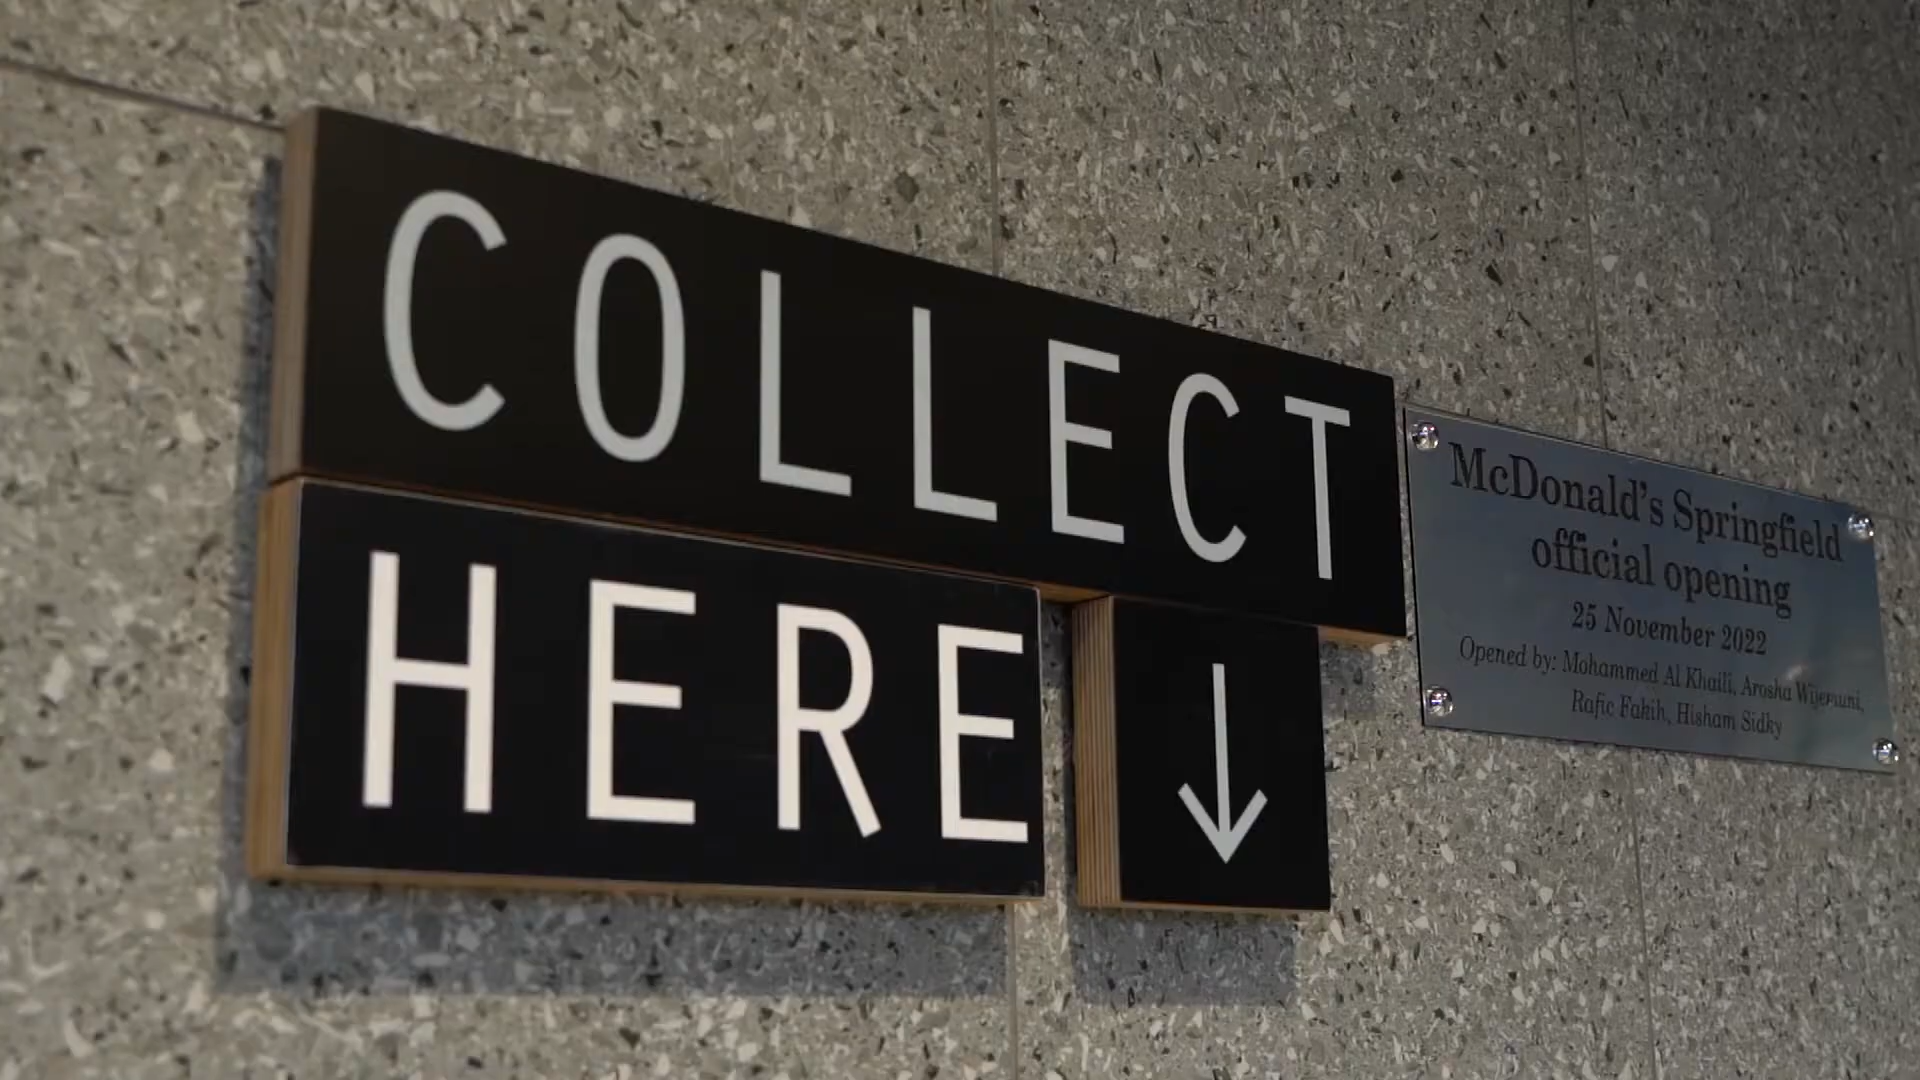 COLLECT
HERE ↓
McDonald's Springfield
official opening
25 November 2022
Opened by: Mohammed Al Khaili, Arosha Wijemuni,
Rafic Fakih, Hisham Sidky